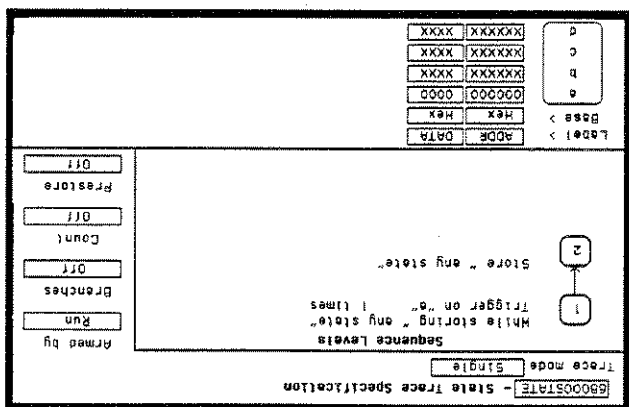 68000STATE - State Trace Specification
Trace mode Single
Sequence Levels
1
While storing " any state"
Trigger on "a" 1 times
2
Store " any state"
Armed by
Run
Branches
Off
Count
Off
Prestore
Off
Label > ADDR DATA
Base > Hex Hex
a 000000 0000
b XXXXXX XXXX
c XXXXXX XXXX
d XXXXXX XXXX